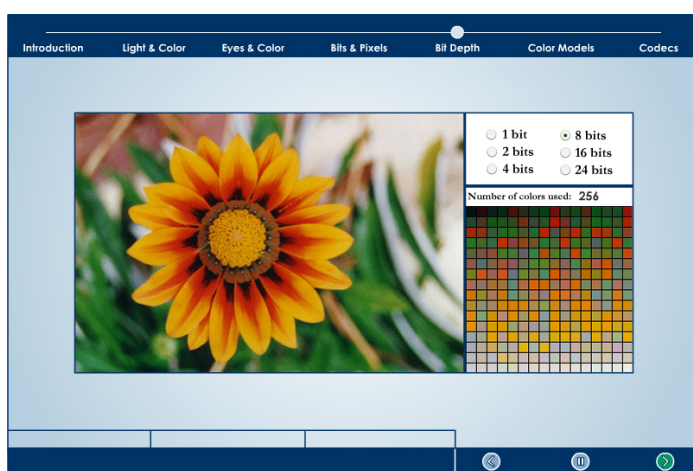 Introduction Light & Color Eyes & Color Bits & Pixels Bit Depth Color Models Codecs
1 bit 8 bits
2 bits 16 bits
4 bits 24 bits
Number of colors used: 256